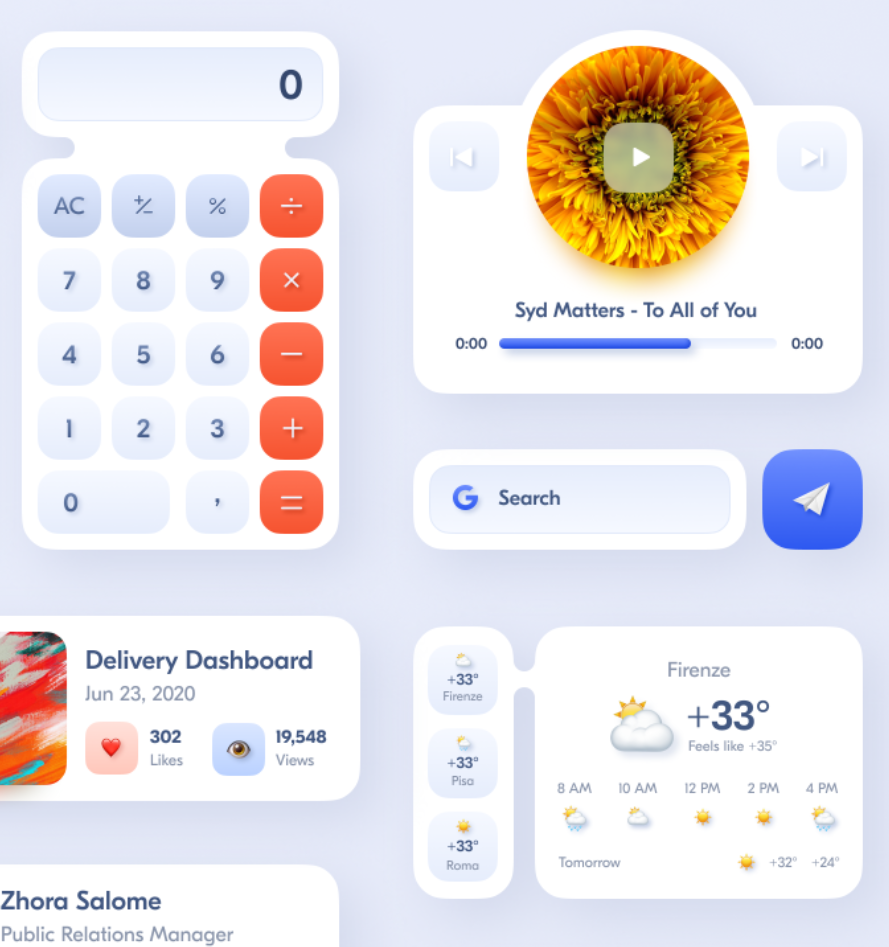 0
AC +/- % ÷
7 8 9 ×
4 5 6 −
1 2 3 +
0 , =
Syd Matters - To All of You
0:00 0:00
G Search
Delivery Dashboard
Jun 23, 2020
302
Likes
19,548
Views
+33°
Firenze
+33°
Pisa
+33°
Roma
Firenze
+33°
Feels like +35°
8 AM 10 AM 12 PM 2 PM 4 PM
Tomorrow +32° +24°
Zhora Salome
Public Relations Manager